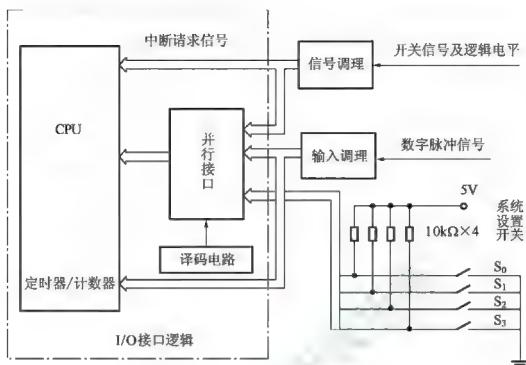 中断请求信号
信号调理
开关信号及逻辑电平
CPU
并行接口
输入调理
数字脉冲信号
5V
系统设置开关
10kΩ×4
译码电路
S₀
S₁
S₂
S₃
定时器/计数器
I/O接口逻辑